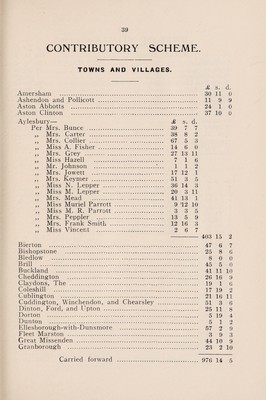 39
CONTRIBUTORY SCHEME.
TOWNS AND VILLAGES.
£ s. d.
Amersham 30 11 0
Ashendon and Pollicott 11 9 9
Aston Abbotts 24 1 0
Aston Clinton 37 10 0
Aylesbury— £ s. d.
Per Mrs. Bunce 39 7 7
,, Mrs. Carter 38 8 2
,, Mrs. Collier 67 5 3
,, Miss A. Fisher 14 6 0
,, Mrs. Grey 27 13 11
,, Miss Hazell 7 1 6
,, Mr. Johnson 1 1 2
,, Mrs. Jowett 17 12 1
,, Mrs. Keymer 51 3 5
,, Miss N. Lepper 36 14 3
,, Miss M. Lepper 20 3 11
,, Mrs. Mead 41 13 1
,, Miss Muriel Parrott 9 12 10
,, Miss M. R. Parrott 3 3 5
,, Mrs. Peppler 13 5 9
,, Mrs. Frank Smith 12 16 3
,, Miss Vincent 2 6 7
403 15 2
Bierton 47 6 7
Bishopstone 25 8 6
Bledlow 8 0 0
Brill 45 5 0
Buckland 41 11 10
Cheddington 26 16 9
Claydons, The 19 1 6
Coleshill 17 19 2
Cublington 21 16 11
Cuddington, Winchendon, and Chearsley 51 3 6
Dinton, Ford, and Upton 25 11 8
Dorton 5 19 4
Dunton 5 1 2
Ellesborough-with-Dunsmore 57 2 9
Fleet Marston 3 9 3
Great Missenden 44 10 9
Granborough 23 2 10
Carried forward 976 14 5